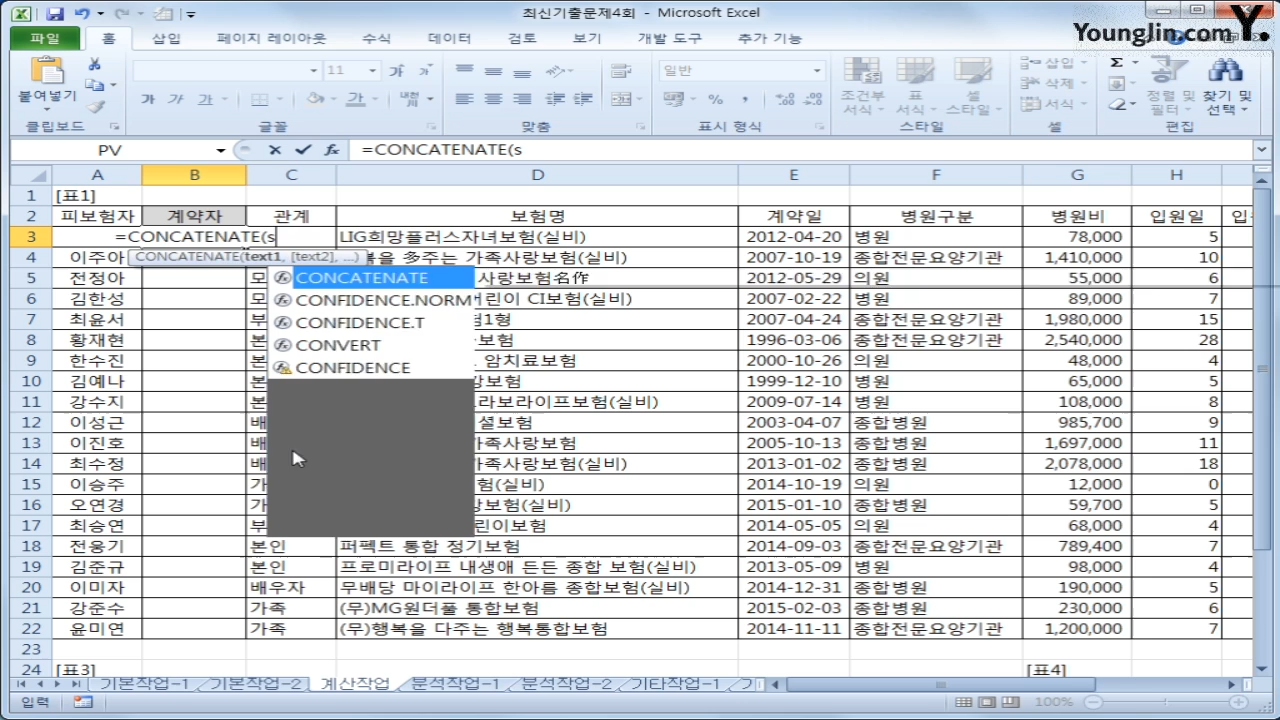 최신기출문제4회 - Microsoft Excel
Younglin.com Y.
파일 홈 삽입 페이지 레이아웃 수식 데이터 검토 보기 개발 도구 추가 기능
붙여넣기
클립보드
11 가 가
가 가 가 가
글꼴
맞춤
일반
% ,
표시 형식
조건부 서식 표 서식 셀 스타일
스타일
삽입
삭제
서식
셀
Σ
정렬 및 필터 찾기 및 선택
편집
PV fx =CONCATENATE(s
A B C D E F G H
1 [표1]
2 피보험자 계약자 관계 보험명 계약일 병원구분 병원비 입원일
3 =CONCATENATE(s LIG희망플러스자녀보험(실비) 2012-04-20 병원 78,000 5
CONCATENATE(text1, [text2], ...)
4 이주아 多주는 가족사랑보험(실비) 2007-10-19 종합전문요양기관 1,410,000 10
CONCATENATE
5 전정아 모 사랑보험名作 2012-05-29 의원 55,000 6
CONFIDENCE.NORM
6 김한성 모 어린이 CI보험(실비) 2007-02-22 병원 89,000 7
CONFIDENCE.T
7 최윤서 부 험1형 2007-04-24 종합전문요양기관 1,980,000 15
CONVERT
8 황재현 본 보험 1996-03-06 종합전문요양기관 2,540,000 28
CONFIDENCE
9 한수진 본 암치료보험 2000-10-26 의원 48,000 4
10 김예나 본 보험 1999-12-10 병원 65,000 5
11 강수지 본 라보라이프보험(실비) 2009-07-14 병원 108,000 8
12 이성근 배 셜보험 2003-04-07 종합병원 985,700 9
13 이진호 배 가족사랑보험 2005-10-13 종합병원 1,697,000 11
14 최수정 배 가족사랑보험(실비) 2013-01-02 종합병원 2,078,000 18
15 이승주 가 험(실비) 2014-10-19 의원 12,000 0
16 오연경 가 보험(실비) 2015-01-10 종합병원 59,700 5
17 최승연 부 린이보험 2014-05-05 의원 68,000 4
18 전웅기 본인 퍼펙트 통합 정기보험 2014-09-03 종합전문요양기관 789,400 7
19 김준규 본인 프로미라이프 내생애 든든 종합 보험(실비) 2013-05-09 병원 98,000 4
20 이미자 배우자 무배당 마이라이프 한아름 종합보험(실비) 2014-12-31 종합병원 190,000 5
21 강준수 가족 (무)MG원더풀 통합보험 2015-02-03 종합병원 230,000 6
22 윤미연 가족 (무)행복을 다주는 행복통합보험 2014-11-11 종합전문요양기관 1,200,000 7
23
24 [표3] [표4]
기본작업-1 기본작업-2 계산작업 분석작업-1 분석작업-2 기타작업-1
입력 100%